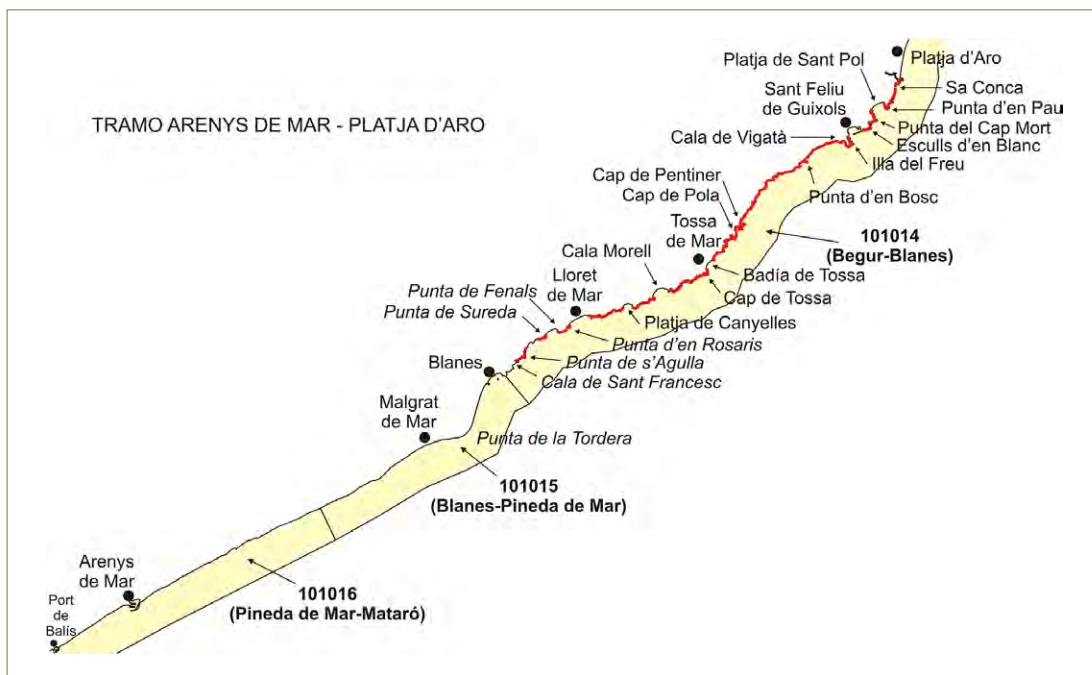 TRAMO ARENYS DE MAR - PLATJA D'ARO
Platja de Sant Pol
Platja d'Aro
Sant Feliu
de Guixols
Sa Conca
Punta d'en Pau
Punta del Cap Mort
Cala de Vigatà
Esculls d'en Blanc
Illa del Freu
Cap de Pentiner
Cap de Pola
Punta d'en Bosc
Tossa
de Mar
101014
(Begur-Blanes)
Cala Morell
Badía de Tossa
Lloret
de Mar
Cap de Tossa
Punta de Fenals
Punta de Sureda
Platja de Canyelles
Punta d'en Rosaris
Blanes
Punta de s'Agulla
Cala de Sant Francesc
Malgrat
de Mar
Punta de la Tordera
101015
(Blanes-Pineda de Mar)
Arenys
de Mar
101016
(Pineda de Mar-Mataró)
Port
de
Balís